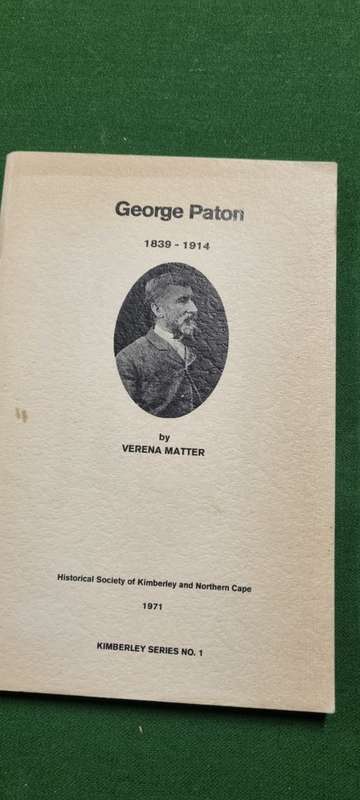 George Paton
1839 - 1914
by
VERENA MATTER
Historical Society of Kimberley and Northern Cape
1971
KIMBERLEY SERIES NO. 1